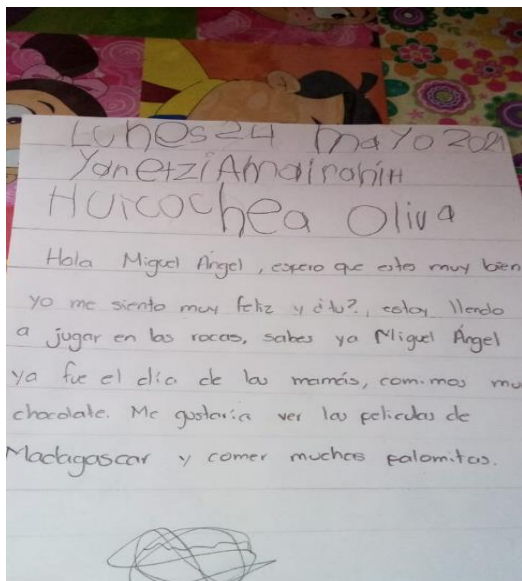 Lunes 24 mayo 2021
Yanetzi Amairanih
Huicochea Oliva
Hola Miguel Ángel, espero que estes muy bien
yo me siento muy feliz y ¿tu?, estoy llendo
a jugar en las rocas, sabes ya Miguel Ángel
ya fue el día de las mamás, comimos mu
chocolate. Me gustaría ver las peliculas de
Madagascar y comer muchas palomitas.